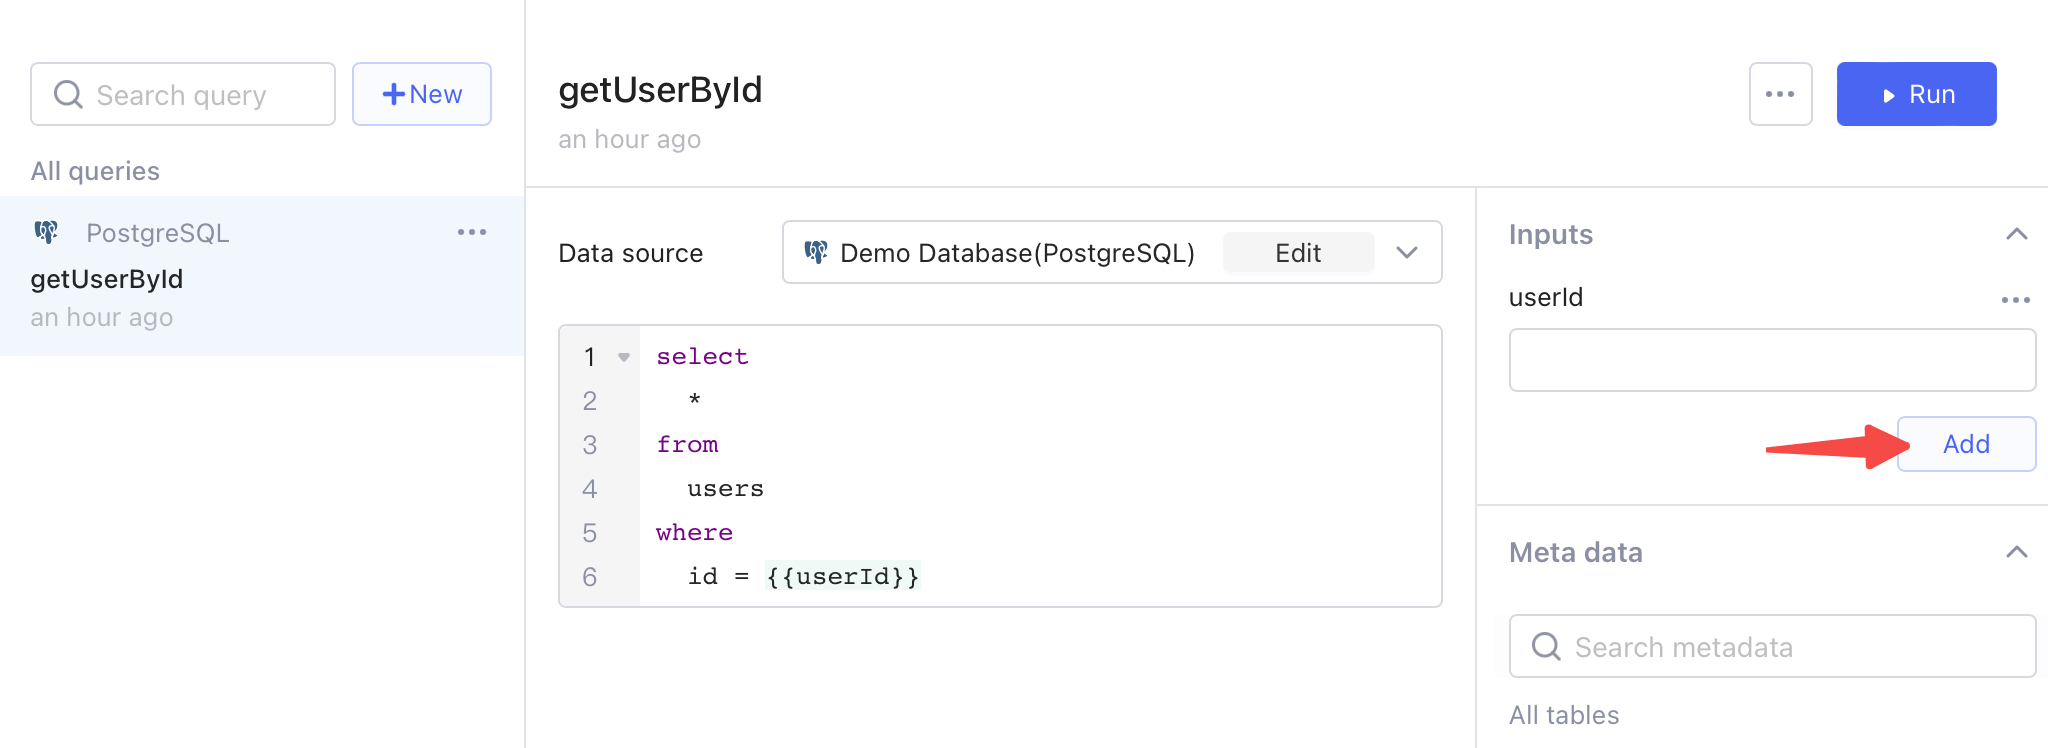 Search query
+New
All queries
PostgreSQL
getUserById
an hour ago
getUserById
an hour ago
Run
Data source
Demo Database(PostgreSQL)
Edit
1 select
2 *
3 from
4 users
5 where
6 id = {{userId}}
Inputs
userId
Add
Meta data
Search metadata
All tables